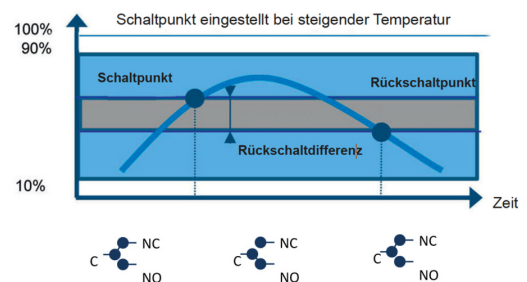 Schaltpunkt eingestellt bei steigender Temperatur
100%
90%
Schaltpunkt
Rückschaltpunkt
Rückschaltdifferenz
10%
Zeit
C NC NO
C NC NO
C NC NO